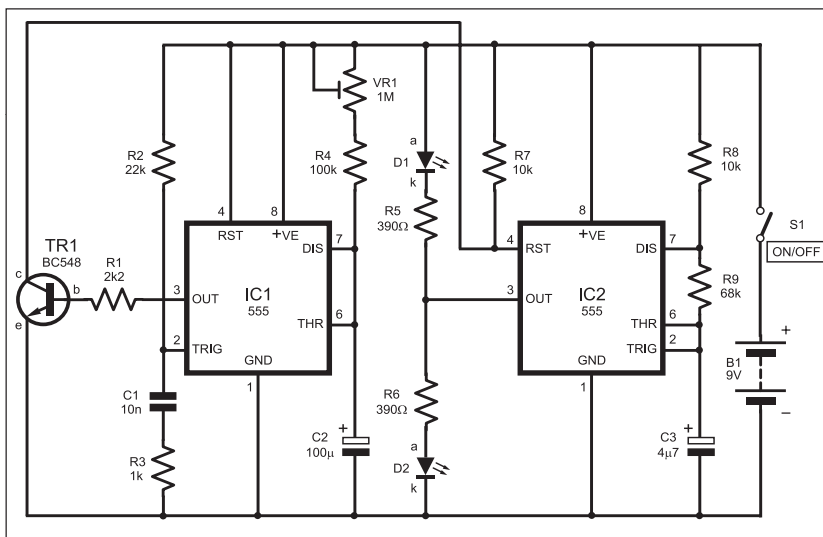 VR1
1M
R2
22k
R4
100k
a
D1
k
R7
10k
R8
10k
R5
390Ω
S1
ON/OFF
4
8
RST
+VE
DIS
7
4
8
RST
+VE
DIS
7
TR1
BC548
c
b
e
R1
2k2
3
OUT
IC1
555
THR
6
2
TRIG
GND
1
3
OUT
IC2
555
THR
6
TRIG
2
GND
1
R9
68k
+
B1
9V
–
C1
10n
R3
1k
+
C2
100µ
R6
390Ω
a
D2
k
+
C3
4µ7